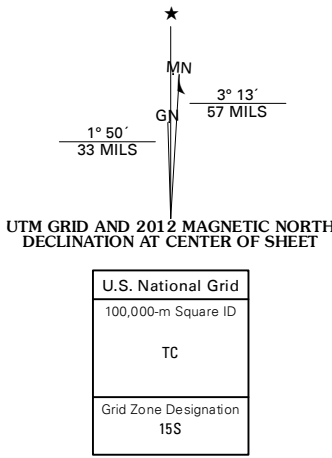 ★
MN
3° 13´
57 MILS
GN
1° 50´
33 MILS
UTM GRID AND 2012 MAGNETIC NORTH
DECLINATION AT CENTER OF SHEET
U.S. National Grid
100,000-m Square ID
TC
Grid Zone Designation
15S